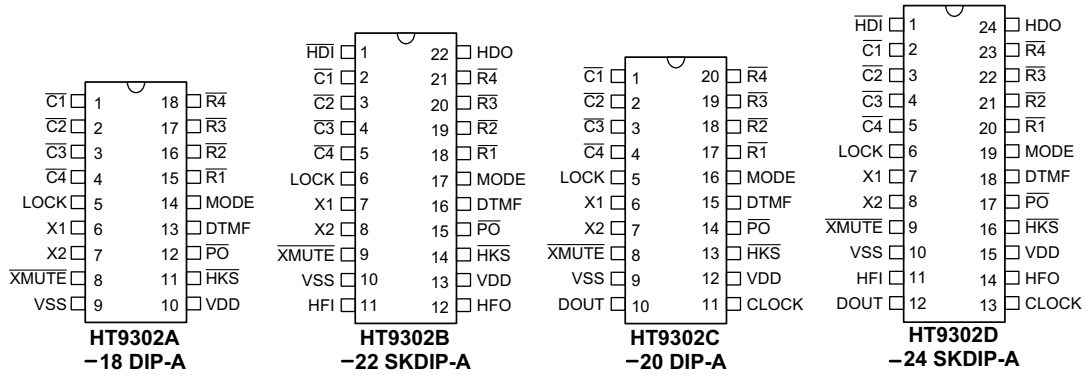 HDI 1 24 HDO
C1 2 23 R4
C2 3 22 R3
C3 4 21 R2
C4 5 20 R1
LOCK 6 19 MODE
X1 7 18 DTMF
X2 8 17 PO
XMUTE 9 16 HKS
VSS 10 15 VDD
HFI 11 14 HFO
DOUT 12 13 CLOCK
HT9302D
–24 SKDIP-A
HDI 1 22 HDO
C1 2 21 R4
C2 3 20 R3
C3 4 19 R2
C4 5 18 R1
LOCK 6 17 MODE
X1 7 16 DTMF
X2 8 15 PO
XMUTE 9 14 HKS
VSS 10 13 VDD
HFI 11 12 HFO
HT9302B
–22 SKDIP-A
C1 1 20 R4
C2 2 19 R3
C3 3 18 R2
C4 4 17 R1
LOCK 5 16 MODE
X1 6 15 DTMF
X2 7 14 PO
XMUTE 8 13 HKS
VSS 9 12 VDD
DOUT 10 11 CLOCK
HT9302C
–20 DIP-A
C1 1 18 R4
C2 2 17 R3
C3 3 16 R2
C4 4 15 R1
LOCK 5 14 MODE
X1 6 13 DTMF
X2 7 12 PO
XMUTE 8 11 HKS
VSS 9 10 VDD
HT9302A
–18 DIP-A